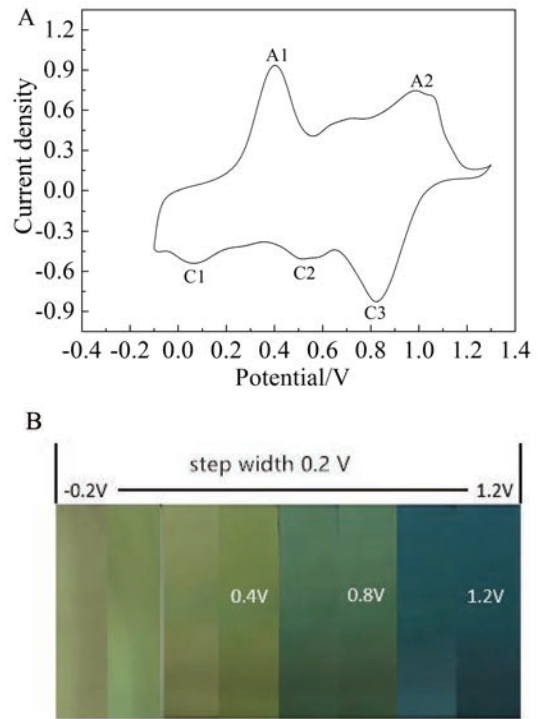 A
1.2
0.9
0.6
0.3
0.0
-0.3
-0.6
-0.9
Current density
A1
A2
C1
C2
C3
-0.4 -0.2 0.0 0.2 0.4 0.6 0.8 1.0 1.2 1.4
Potential/V
B
step width 0.2 V
-0.2V 1.2V
0.4V 0.8V 1.2V